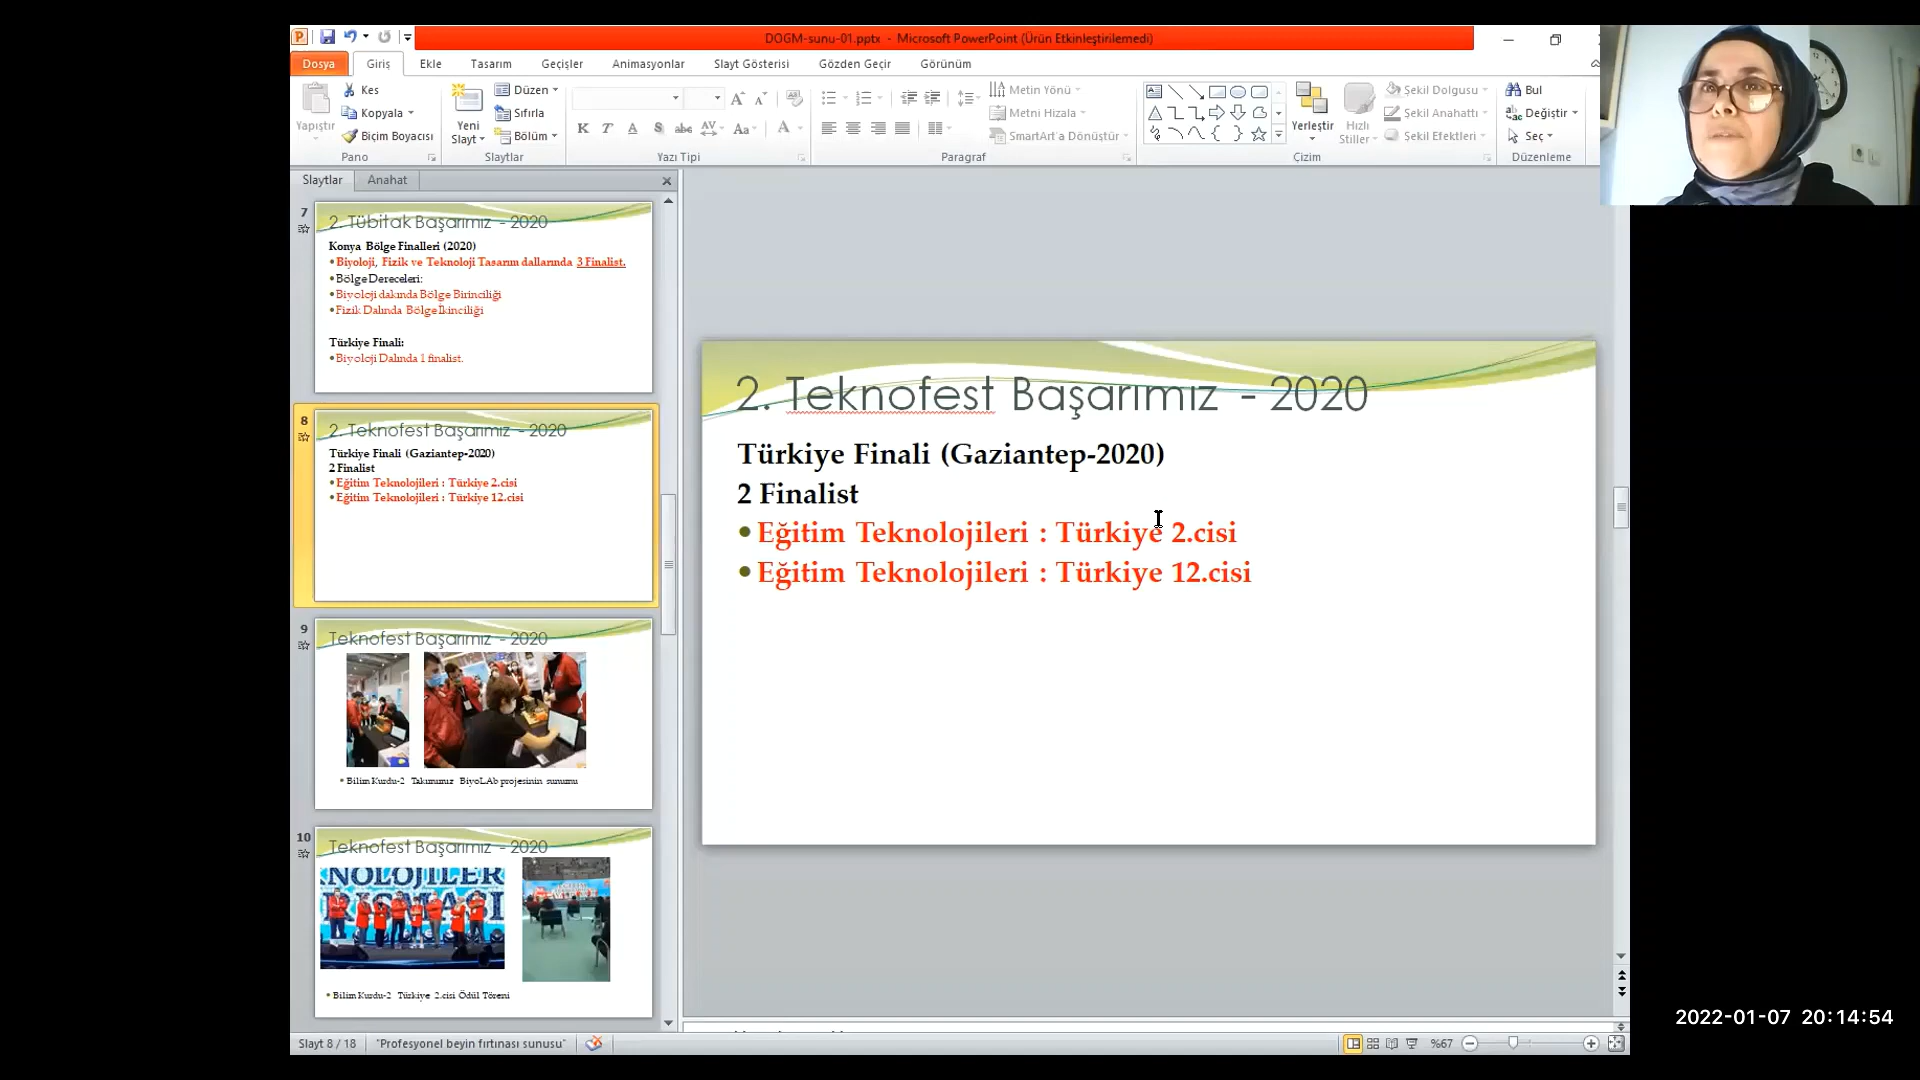 DOGM-sunu-01.pptx - Microsoft PowerPoint (Ürün Etkinleştirilemedi)
Dosya Giriş Ekle Tasarım Geçişler Animasyonlar Slayt Gösterisi Gözden Geçir Görünüm
Yapıştır
Kes
Kopyala
Biçim Boyacısı
Pano
Yeni Slayt
Düzen
Sıfırla
Bölüm
Slaytlar
Yazı Tipi
Metin Yönü
Metni Hizala
SmartArt'a Dönüştür
Paragraf
Yerleştir
Hızlı Stiller
Şekil Dolgusu
Şekil Anahattı
Şekil Efektleri
Çizim
Bul
Değiştir
Seç
Düzenleme
Slaytlar Anahat
7
2. Tübitak Başarımız - 2020
Konya Bölge Finalleri (2020)
• Biyoloji, Fizik ve Teknoloji Tasarım dallarında 3 Finalist.
• Bölge Dereceleri:
• Biyoloji dalında Bölge Birinciliği
• Fizik Dalında Bölge İkinciliği
Türkiye Finali:
• Biyoloji Dalında 1 finalist.
8
2. Teknofest Başarımız - 2020
Türkiye Finali (Gaziantep-2020)
2 Finalist
• Eğitim Teknolojileri : Türkiye 2.cisi
• Eğitim Teknolojileri : Türkiye 12.cisi
9
Teknofest Başarımız - 2020
• Bilim Kurdu-2 Takımımız BiyoLAb projesinin sunumu
10
Teknofest Başarımız - 2020
• Bilim Kurdu-2 Türkiye 2.cisi Ödül Töreni
2. Teknofest Başarımız - 2020
Türkiye Finali (Gaziantep-2020)
2 Finalist
• Eğitim Teknolojileri : Türkiye 2.cisi
• Eğitim Teknolojileri : Türkiye 12.cisi
Slayt 8 / 18 "Profesyonel beyin fırtınası sunusu" %67
2022-01-07 20:14:54